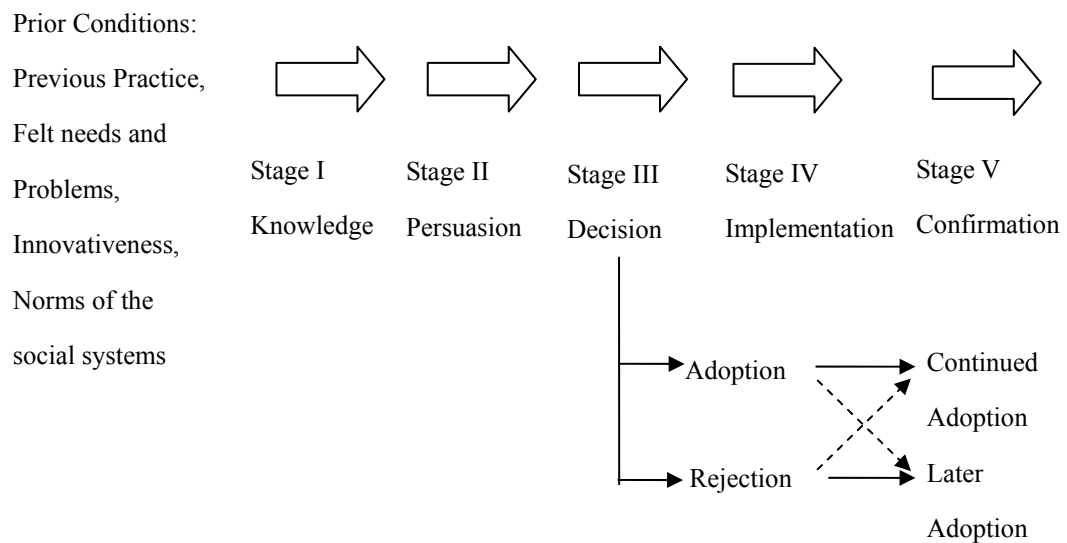 Prior Conditions:
Previous Practice,
Felt needs and
Problems,
Innovativeness,
Norms of the
social systems
Stage I
Knowledge
Stage II
Persuasion
Stage III
Decision
Stage IV
Implementation
Stage V
Confirmation
Adoption
Rejection
Continued
Adoption
Later
Adoption